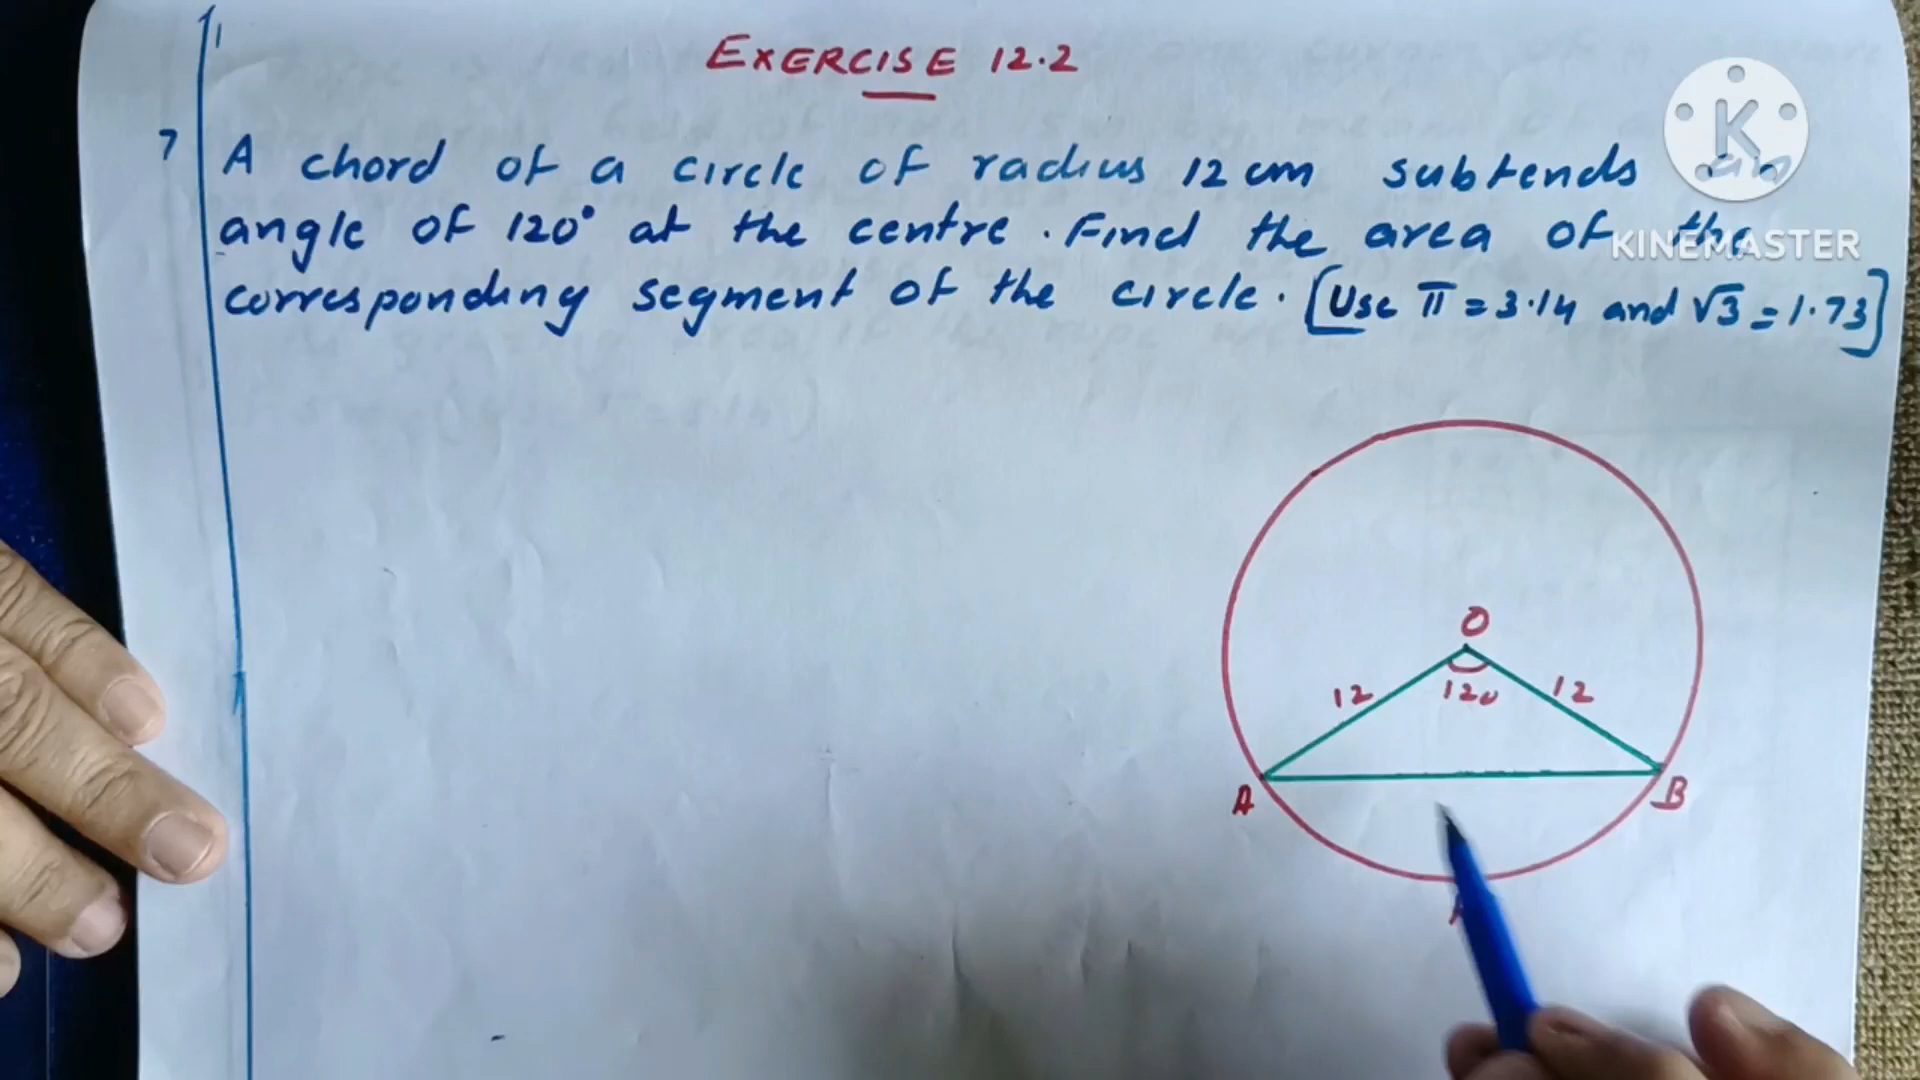 EXERCISE 12.2
7 A chord of a circle of radius 12 cm subtends an
angle of 120° at the centre. Find the area of the
corresponding segment of the circle. [Use π = 3.14 and √3 = 1.73]
K
KINEMASTER
O
12 120 12
A B